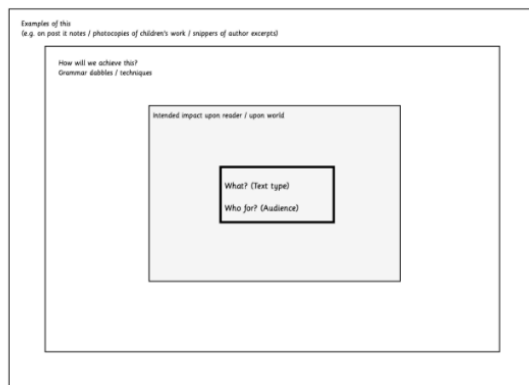 Examples of this
(e.g. on post it notes / photocopies of children's work / snippers of author excerpts)
How will we achieve this?
Grammar dabbles / techniques
Intended impact upon reader / upon world
What? (Text type)
Who for? (Audience)